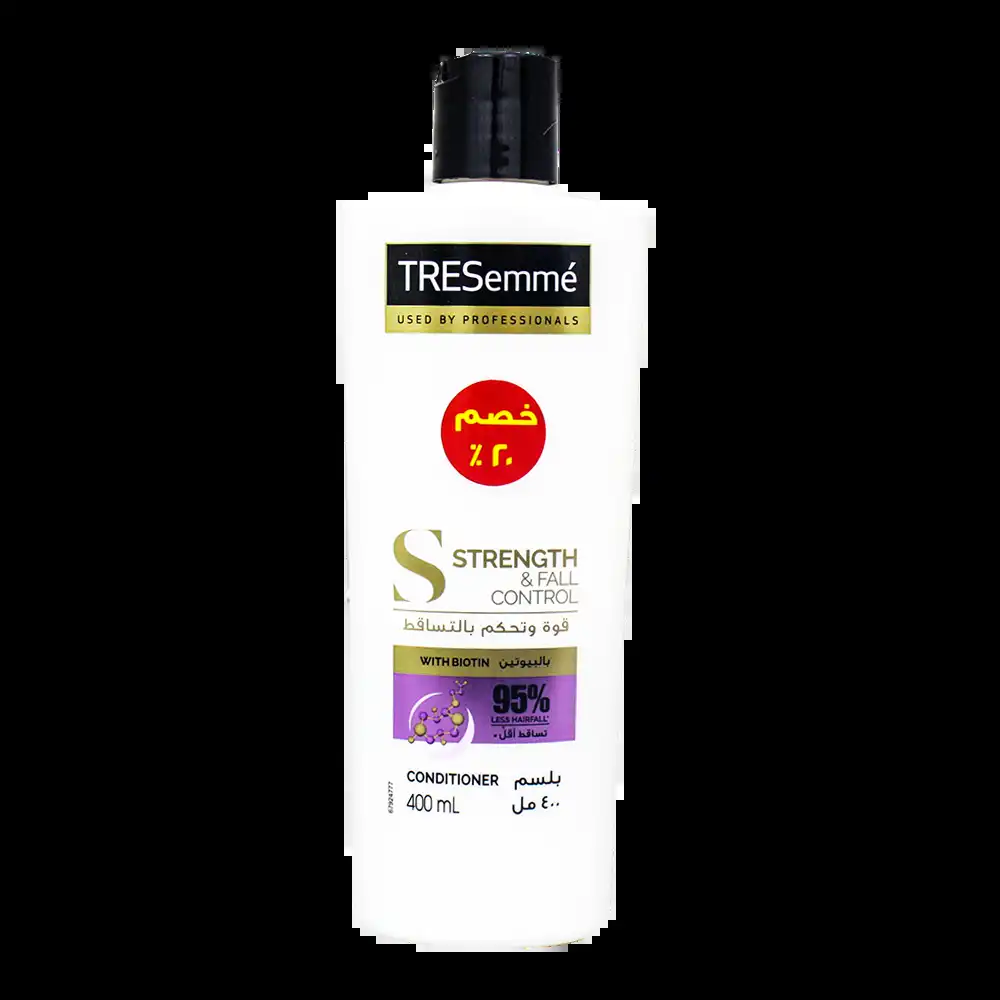 TRESemmé
USED BY PROFESSIONALS
خصم
٢٠ ٪
S STRENGTH
& FALL
CONTROL
قوة وتحكم بالتساقط
WITH BIOTIN بالبيوتين
95%
LESS HAIRFALL*
تساقط أقل*
CONDITIONER بلسم
400 mL ٤٠٠ مل
67924777